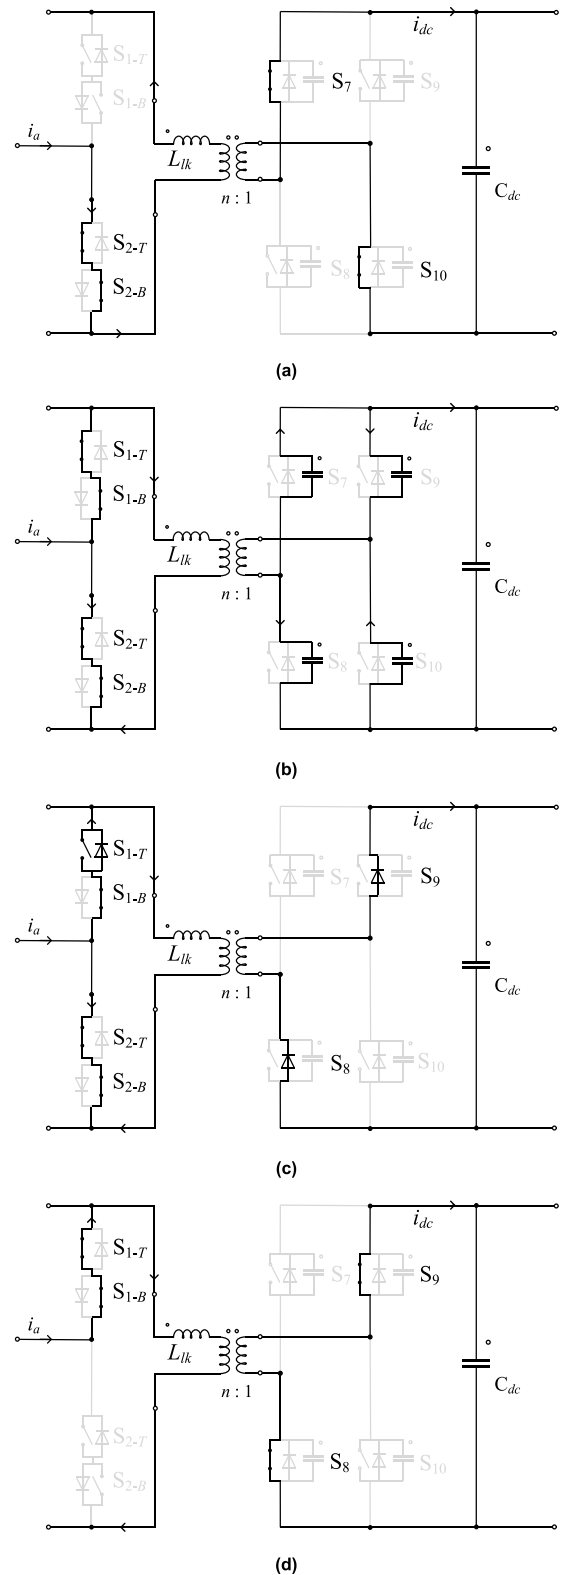 S1-T
i_dc
S7
S9
S1-B
i_a
L_lk
n : 1
C_dc
S2-T
S2-B
S8
S10
(a)
i_dc
S1-T
S7
S9
S1-B
i_a
L_lk
n : 1
C_dc
S2-T
S8
S10
S2-B
(b)
i_dc
S1-T
S7
S9
S1-B
i_a
L_lk
n : 1
C_dc
S2-T
S8
S10
S2-B
(c)
i_dc
S1-T
S7
S9
S1-B
i_a
L_lk
n : 1
C_dc
S2-T
S8
S10
S2-B
(d)